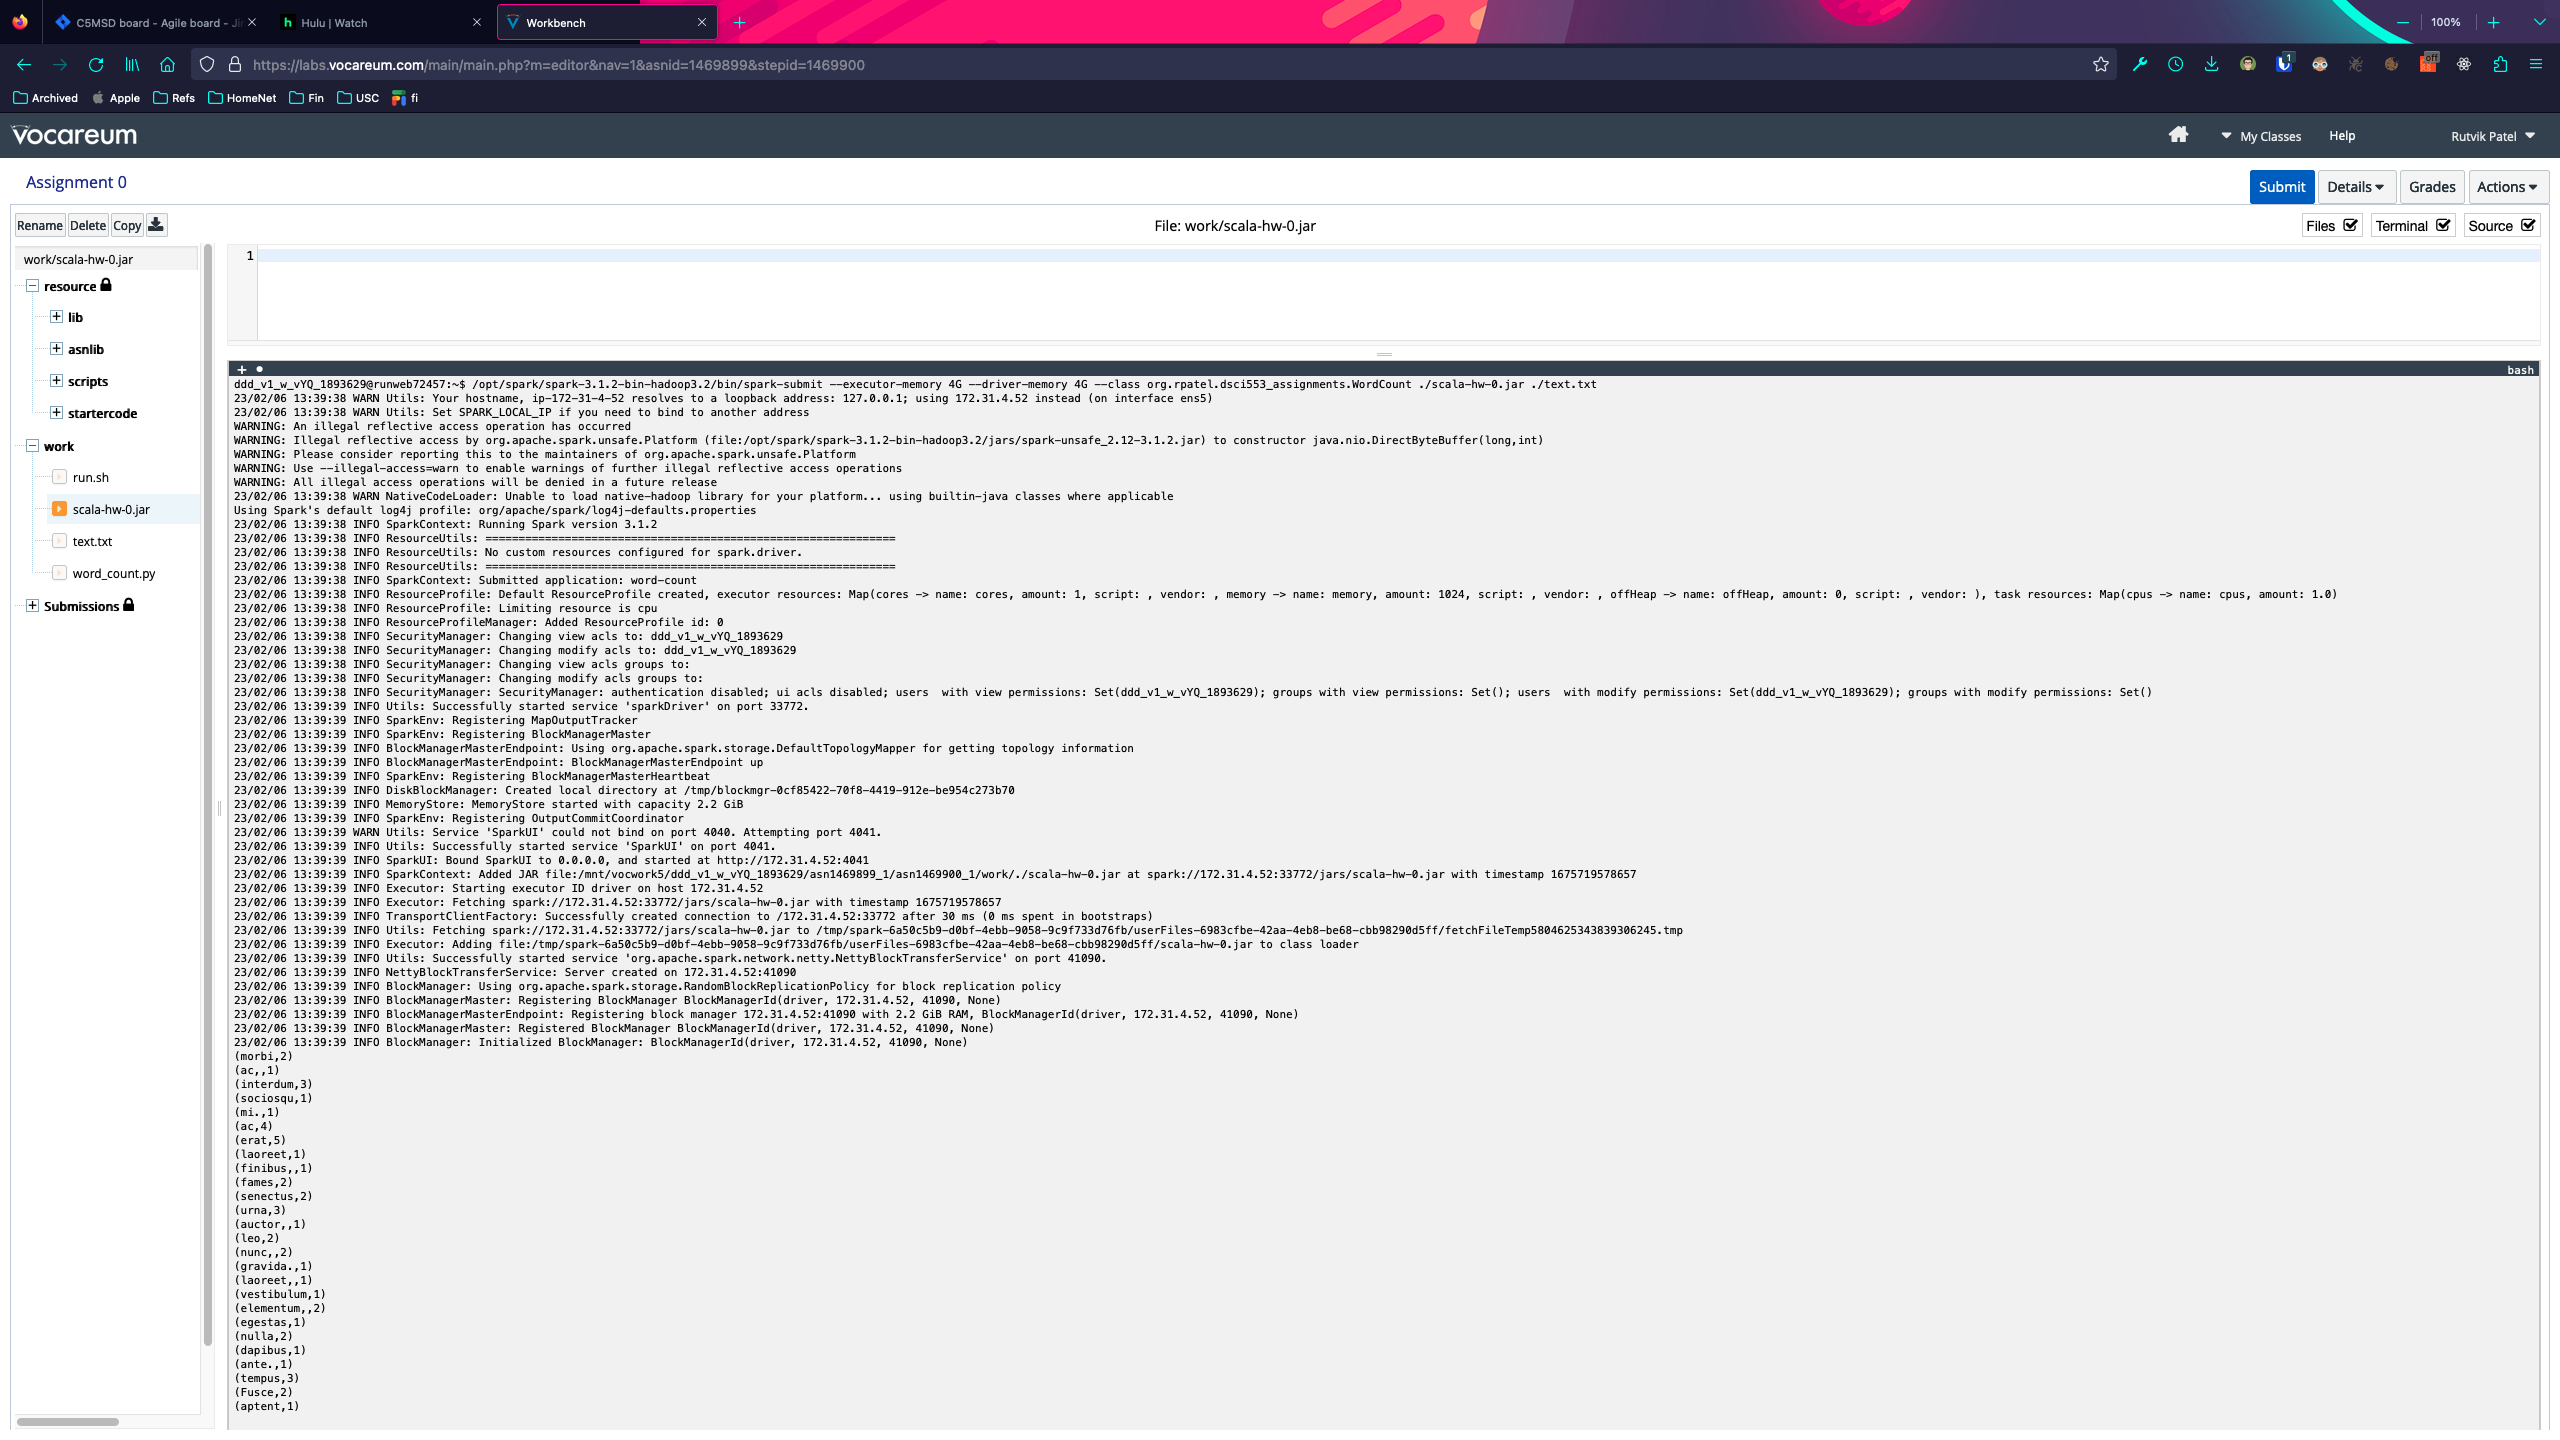 C5MSD board - Agile board - Jir
Hulu | Watch
Workbench
100%
https://labs.vocareum.com/main/main.php?m=editor&nav=1&asnid=1469899&stepid=1469900
1
off
Archived
Apple
Refs
HomeNet
Fin
USC
fi
vocareum
My Classes
Help
Rutvik Patel
Assignment 0
Submit
Details
Grades
Actions
Rename
Delete
Copy
File: work/scala-hw-0.jar
Files
Terminal
Source
work/scala-hw-0.jar
resource
lib
asnlib
scripts
startercode
work
run.sh
scala-hw-0.jar
text.txt
word_count.py
Submissions
1
+
bash
ddd_v1_w_vYQ_1893629@runweb72457:~$ /opt/spark/spark-3.1.2-bin-hadoop3.2/bin/spark-submit --executor-memory 4G --driver-memory 4G --class org.rpatel.dsci553_assignments.WordCount ./scala-hw-0.jar ./text.txt
23/02/06 13:39:38 WARN Utils: Your hostname, ip-172-31-4-52 resolves to a loopback address: 127.0.0.1; using 172.31.4.52 instead (on interface ens5)
23/02/06 13:39:38 WARN Utils: Set SPARK_LOCAL_IP if you need to bind to another address
WARNING: An illegal reflective access operation has occurred
WARNING: Illegal reflective access by org.apache.spark.unsafe.Platform (file:/opt/spark/spark-3.1.2-bin-hadoop3.2/jars/spark-unsafe_2.12-3.1.2.jar) to constructor java.nio.DirectByteBuffer(long,int)
WARNING: Please consider reporting this to the maintainers of org.apache.spark.unsafe.Platform
WARNING: Use --illegal-access=warn to enable warnings of further illegal reflective access operations
WARNING: All illegal access operations will be denied in a future release
23/02/06 13:39:38 WARN NativeCodeLoader: Unable to load native-hadoop library for your platform... using builtin-java classes where applicable
Using Spark's default log4j profile: org/apache/spark/log4j-defaults.properties
23/02/06 13:39:38 INFO SparkContext: Running Spark version 3.1.2
23/02/06 13:39:38 INFO ResourceUtils: ==============================================================
23/02/06 13:39:38 INFO ResourceUtils: No custom resources configured for spark.driver.
23/02/06 13:39:38 INFO ResourceUtils: ==============================================================
23/02/06 13:39:38 INFO SparkContext: Submitted application: word-count
23/02/06 13:39:38 INFO ResourceProfile: Default ResourceProfile created, executor resources: Map(cores -> name: cores, amount: 1, script: , vendor: , memory -> name: memory, amount: 1024, script: , vendor: , offHeap -> name: offHeap, amount: 0, script: , vendor: ), task resources: Map(cpus -> name: cpus, amount: 1.0)
23/02/06 13:39:38 INFO ResourceProfile: Limiting resource is cpu
23/02/06 13:39:38 INFO ResourceProfileManager: Added ResourceProfile id: 0
23/02/06 13:39:38 INFO SecurityManager: Changing view acls to: ddd_v1_w_vYQ_1893629
23/02/06 13:39:38 INFO SecurityManager: Changing modify acls to: ddd_v1_w_vYQ_1893629
23/02/06 13:39:38 INFO SecurityManager: Changing view acls groups to:
23/02/06 13:39:38 INFO SecurityManager: Changing modify acls groups to:
23/02/06 13:39:38 INFO SecurityManager: SecurityManager: authentication disabled; ui acls disabled; users  with view permissions: Set(ddd_v1_w_vYQ_1893629); groups with view permissions: Set(); users  with modify permissions: Set(ddd_v1_w_vYQ_1893629); groups with modify permissions: Set()
23/02/06 13:39:39 INFO Utils: Successfully started service 'sparkDriver' on port 33772.
23/02/06 13:39:39 INFO SparkEnv: Registering MapOutputTracker
23/02/06 13:39:39 INFO SparkEnv: Registering BlockManagerMaster
23/02/06 13:39:39 INFO BlockManagerMasterEndpoint: Using org.apache.spark.storage.DefaultTopologyMapper for getting topology information
23/02/06 13:39:39 INFO BlockManagerMasterEndpoint: BlockManagerMasterEndpoint up
23/02/06 13:39:39 INFO SparkEnv: Registering BlockManagerMasterHeartbeat
23/02/06 13:39:39 INFO DiskBlockManager: Created local directory at /tmp/blockmgr-0cf85422-70f8-4419-912e-be954c273b70
23/02/06 13:39:39 INFO MemoryStore: MemoryStore started with capacity 2.2 GiB
23/02/06 13:39:39 INFO SparkEnv: Registering OutputCommitCoordinator
23/02/06 13:39:39 WARN Utils: Service 'SparkUI' could not bind on port 4040. Attempting port 4041.
23/02/06 13:39:39 INFO Utils: Successfully started service 'SparkUI' on port 4041.
23/02/06 13:39:39 INFO SparkUI: Bound SparkUI to 0.0.0.0, and started at http://172.31.4.52:4041
23/02/06 13:39:39 INFO SparkContext: Added JAR file:/mnt/vocwork5/ddd_v1_w_vYQ_1893629/asn1469899_1/asn1469900_1/work/./scala-hw-0.jar at spark://172.31.4.52:33772/jars/scala-hw-0.jar with timestamp 1675719578657
23/02/06 13:39:39 INFO Executor: Starting executor ID driver on host 172.31.4.52
23/02/06 13:39:39 INFO Executor: Fetching spark://172.31.4.52:33772/jars/scala-hw-0.jar with timestamp 1675719578657
23/02/06 13:39:39 INFO TransportClientFactory: Successfully created connection to /172.31.4.52:33772 after 30 ms (0 ms spent in bootstraps)
23/02/06 13:39:39 INFO Utils: Fetching spark://172.31.4.52:33772/jars/scala-hw-0.jar to /tmp/spark-6a50c5b9-d0bf-4ebb-9058-9c9f733d76fb/userFiles-6983cfbe-42aa-4eb8-be68-cbb98290d5ff/fetchFileTemp5804625343839306245.tmp
23/02/06 13:39:39 INFO Executor: Adding file:/tmp/spark-6a50c5b9-d0bf-4ebb-9058-9c9f733d76fb/userFiles-6983cfbe-42aa-4eb8-be68-cbb98290d5ff/scala-hw-0.jar to class loader
23/02/06 13:39:39 INFO Utils: Successfully started service 'org.apache.spark.network.netty.NettyBlockTransferService' on port 41090.
23/02/06 13:39:39 INFO NettyBlockTransferService: Server created on 172.31.4.52:41090
23/02/06 13:39:39 INFO BlockManager: Using org.apache.spark.storage.RandomBlockReplicationPolicy for block replication policy
23/02/06 13:39:39 INFO BlockManagerMaster: Registering BlockManager BlockManagerId(driver, 172.31.4.52, 41090, None)
23/02/06 13:39:39 INFO BlockManagerMasterEndpoint: Registering block manager 172.31.4.52:41090 with 2.2 GiB RAM, BlockManagerId(driver, 172.31.4.52, 41090, None)
23/02/06 13:39:39 INFO BlockManagerMaster: Registered BlockManager BlockManagerId(driver, 172.31.4.52, 41090, None)
23/02/06 13:39:39 INFO BlockManager: Initialized BlockManager: BlockManagerId(driver, 172.31.4.52, 41090, None)
(morbi,2)
(ac,,1)
(interdum,3)
(sociosqu,1)
(mi.,1)
(ac,4)
(erat,5)
(laoreet,1)
(finibus,,1)
(fames,2)
(senectus,2)
(urna,3)
(auctor,,1)
(leo,2)
(nunc,,2)
(gravida.,1)
(laoreet,,1)
(vestibulum,1)
(elementum,,2)
(egestas,1)
(nulla,2)
(dapibus,1)
(ante.,1)
(tempus,3)
(Fusce,2)
(aptent,1)